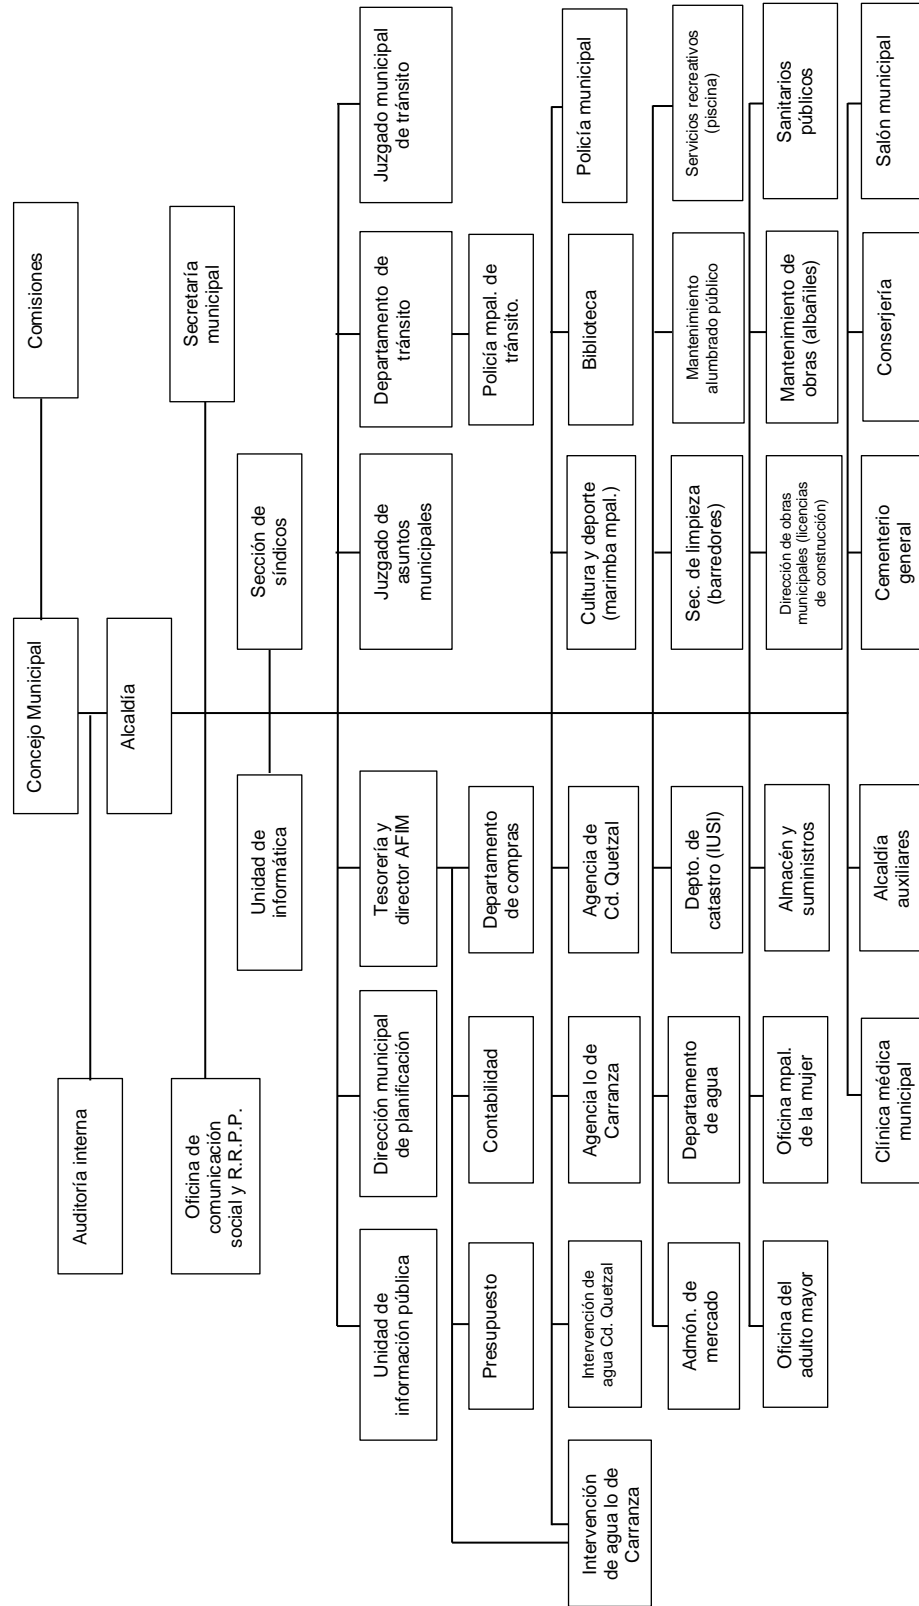 Concejo Municipal
Comisiones
Auditoría interna
Alcaldía
Oficina de
comunicación
social y R.R.P.P.
Secretaría
municipal
Unidad de
informática
Sección de
síndicos
Unidad de
información pública
Dirección municipal
de planificación
Tesorería y
director AFIM
Juzgado de
asuntos
municipales
Departamento de
tránsito
Juzgado municipal
de tránsito
Presupuesto
Contabilidad
Departamento
de compras
Policía mpal. de
tránsito.
Intervención
de agua lo de
Carranza
Intervención de
agua Cd. Quetzal
Agencia lo de
Carranza
Agencia de
Cd. Quetzal
Cultura y deporte
(marimba mpal.)
Biblioteca
Policía municipal
Admón. de
mercado
Departamento
de agua
Depto. de
catastro (IUSI)
Sec. de limpieza
(barredores)
Mantenimiento
alumbrado público
Servicios recreativos
(piscina)
Oficina del
adulto mayor
Oficina mpal.
de la mujer
Almacén y
suministros
Dirección de obras
municipales (licencias
de construcción)
Mantenimiento de
obras (albañiles)
Sanitarios
públicos
Clínica médica
municipal
Alcaldía
auxiliares
Cementerio
general
Conserjería
Salón municipal